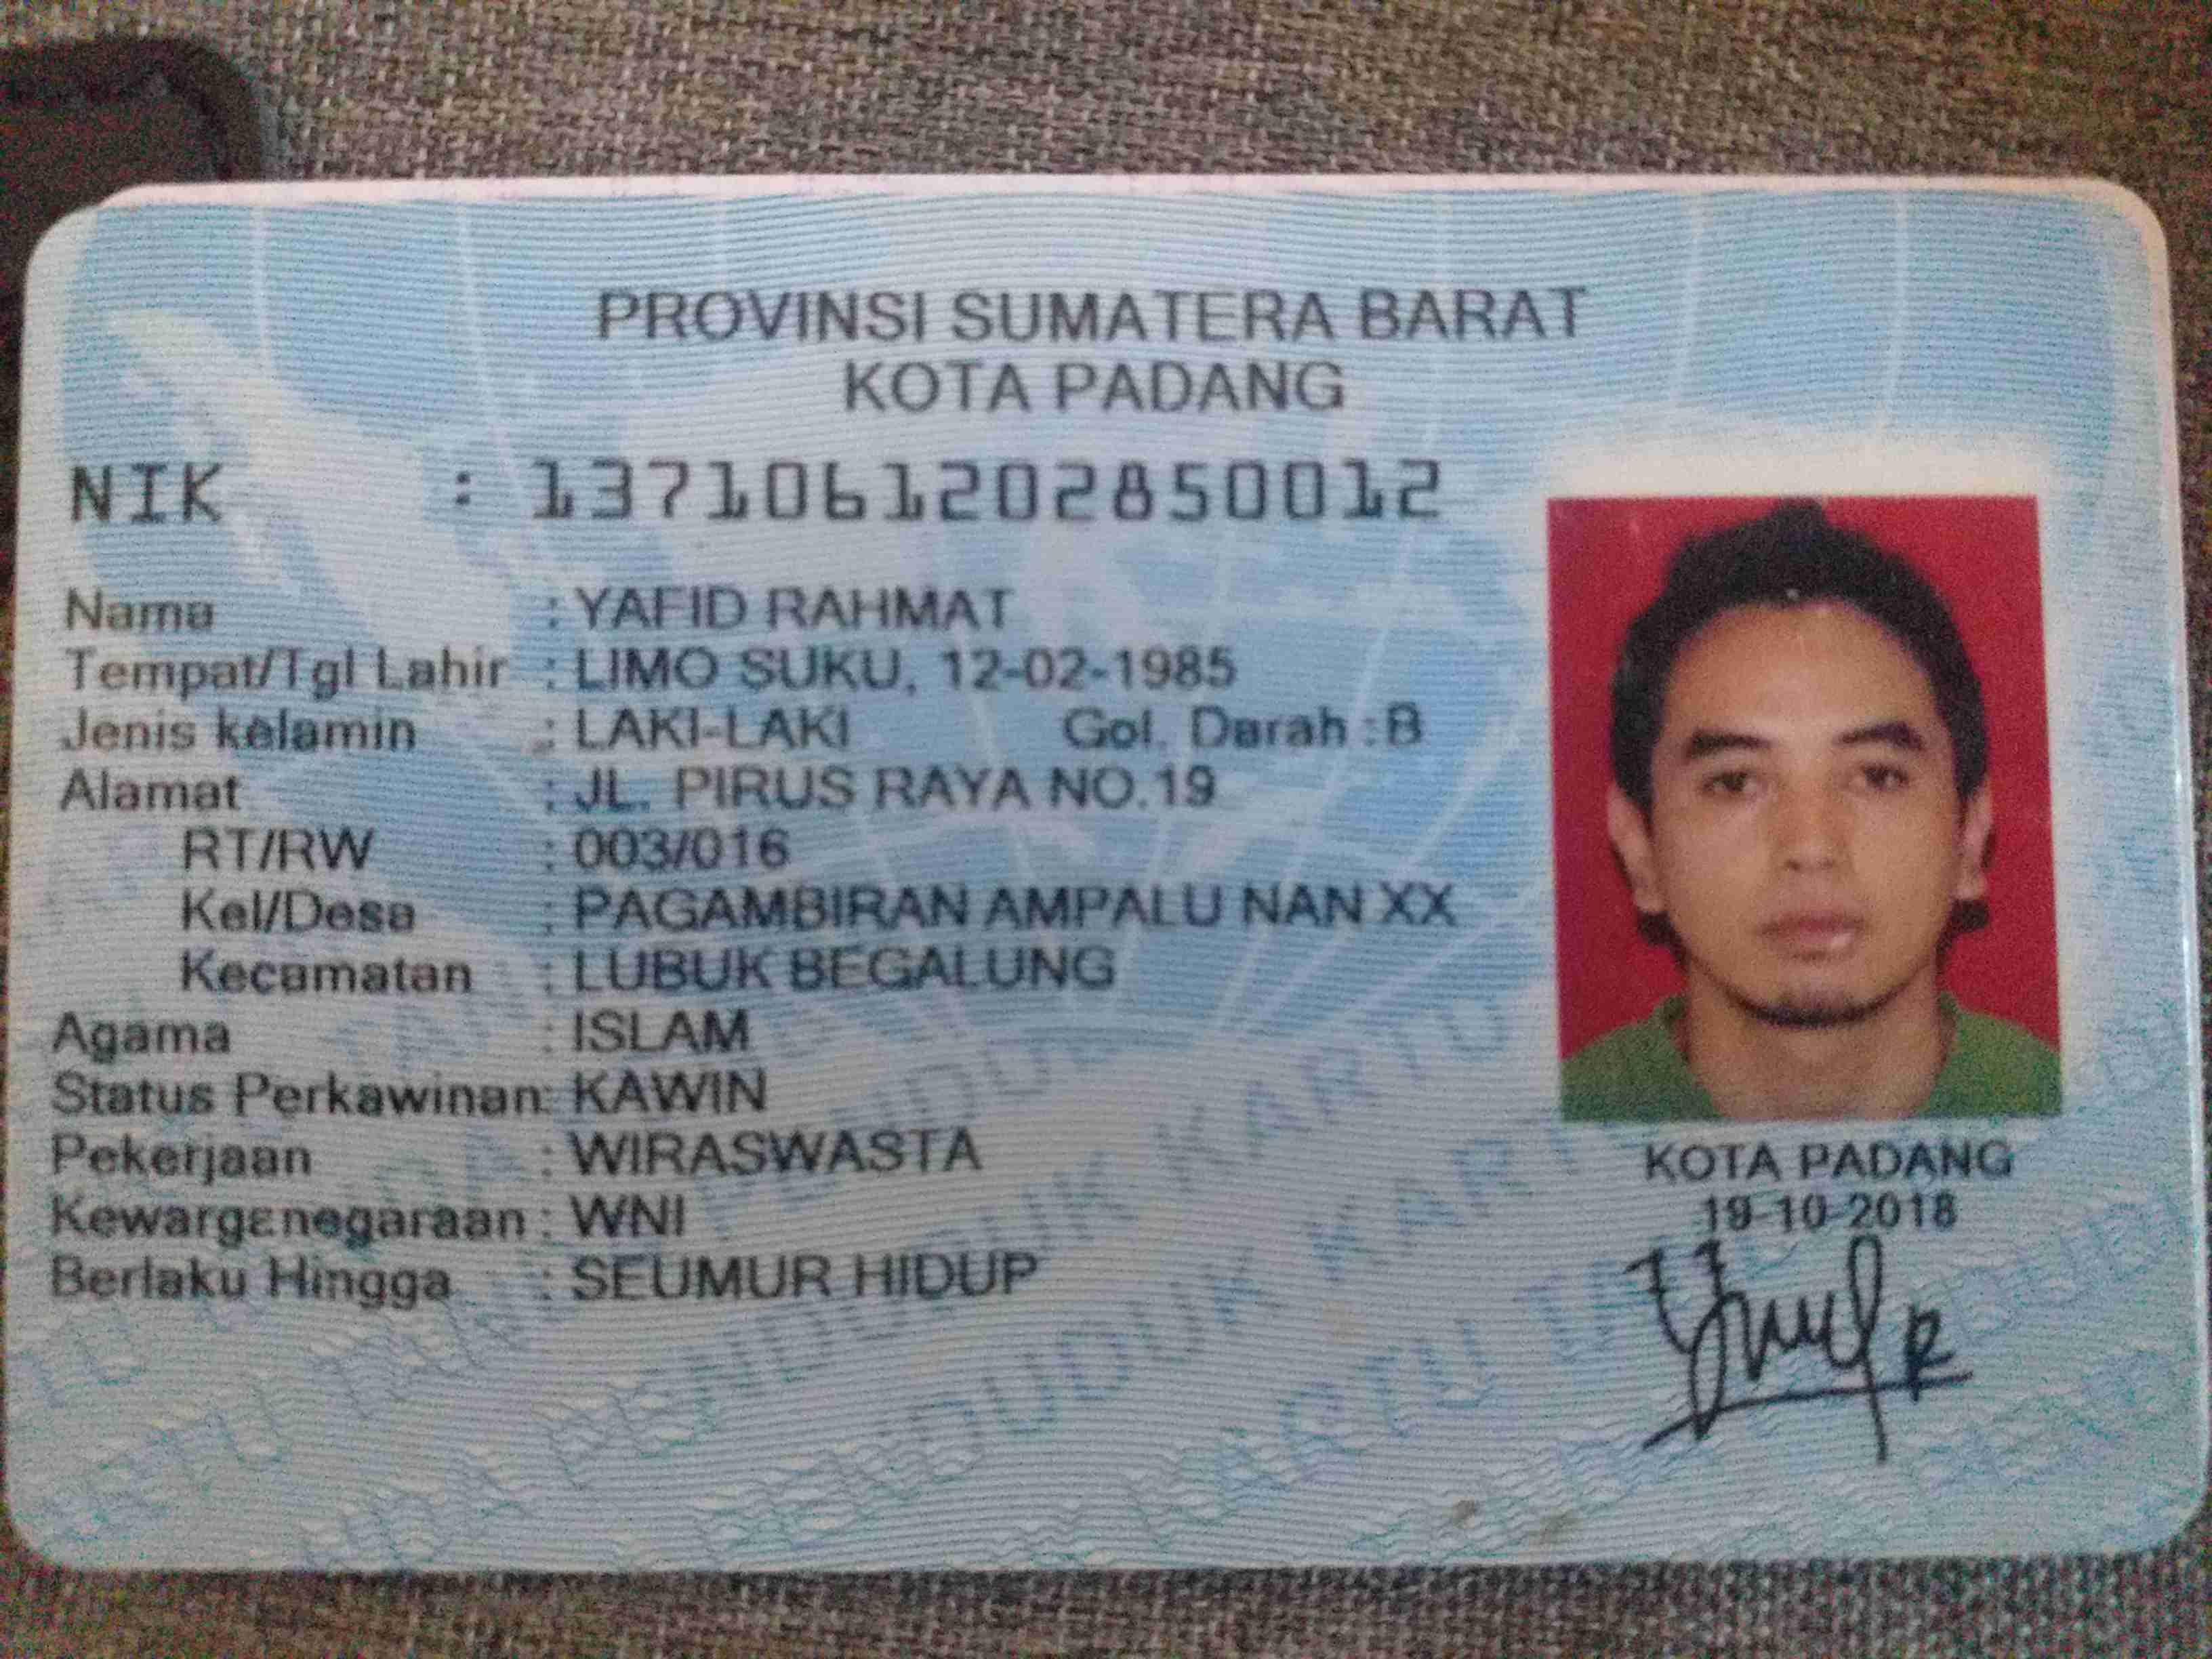 PROVINSI SUMATERA BARAT
KOTA PADANG
NIK : 1371061202850012
Nama : YAFID RAHMAT
Tempat/Tgl Lahir : LIMO SUKU, 12-02-1985
Jenis kelamin : LAKI-LAKI Gol. Darah : B
Alamat : JL. PIRUS RAYA NO.19
RT/RW : 003/016
Kel/Desa : PAGAMBIRAN AMPALU NAN XX
Kecamatan : LUBUK BEGALUNG
Agama : ISLAM
Status Perkawinan: KAWIN
Pekerjaan : WIRASWASTA
Kewarganegaraan : WNI
Berlaku Hingga : SEUMUR HIDUP
KOTA PADANG
19-10-2018